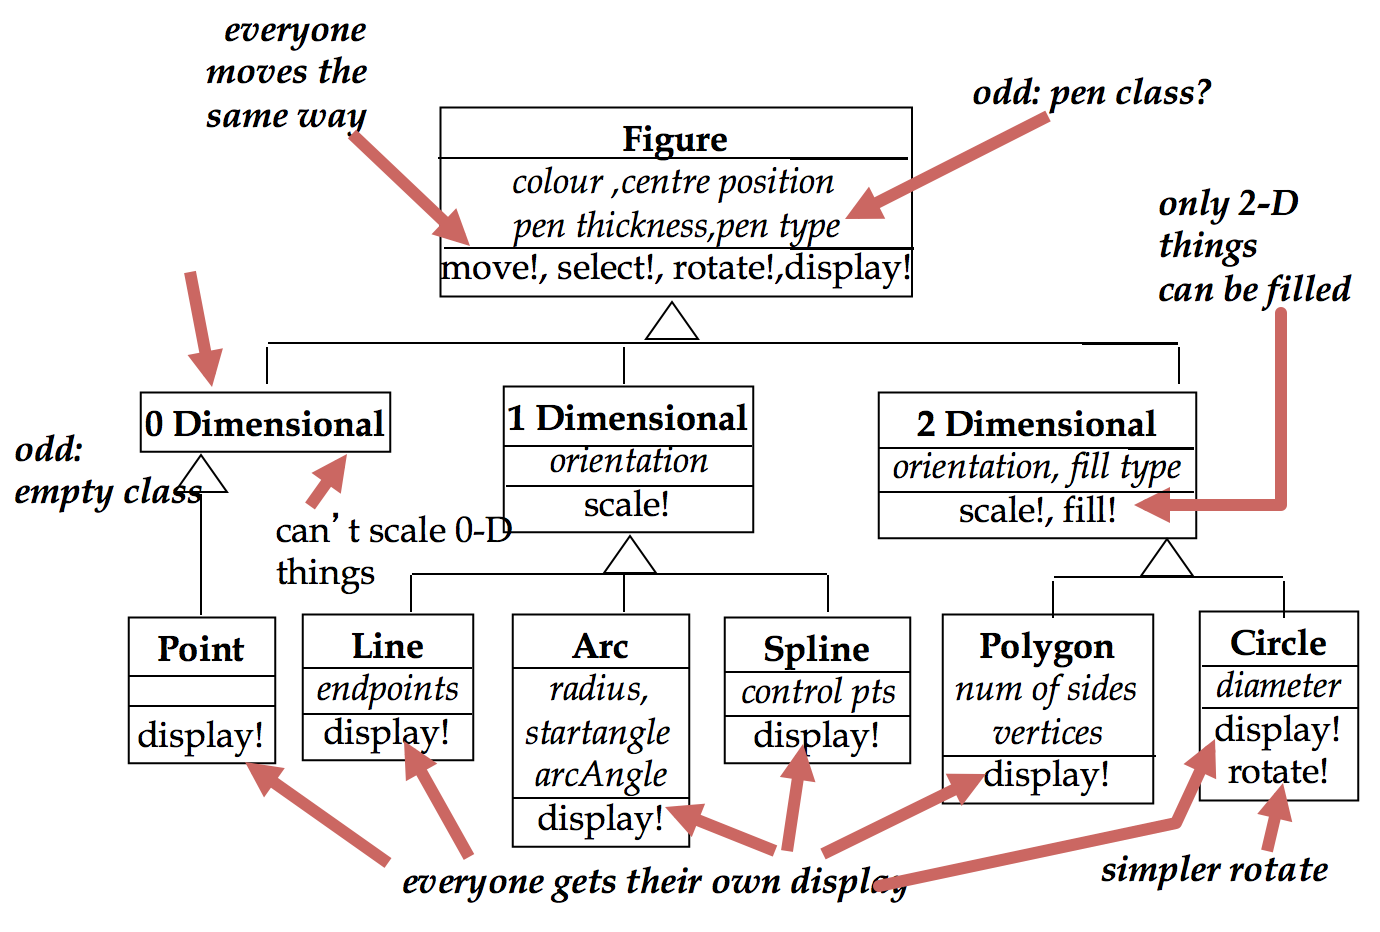 everyone
moves the
same way
odd: pen class?
Figure
colour ,centre position
pen thickness,pen type
move!, select!, rotate!,display!
only 2-D
things
can be filled
0 Dimensional
odd:
empty class
can’ t scale 0-D
things
1 Dimensional
orientation
scale!
2 Dimensional
orientation, fill type
scale!, fill!
Point
display!
Line
endpoints
display!
Arc
radius,
startangle
arcAngle
display!
Spline
control pts
display!
Polygon
num of sides
vertices
display!
Circle
diameter
display!
rotate!
everyone gets their own display
simpler rotate